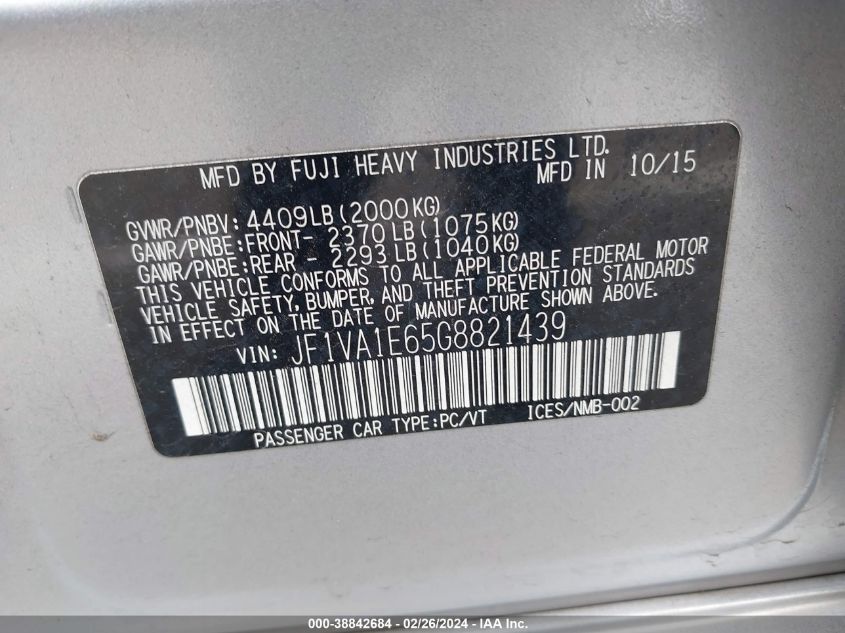 MFD BY FUJI HEAVY INDUSTRIES LTD.
MFD IN 10/15
GVWR/PNBV: 4409LB(2000KG)
GAWR/PNBE:FRONT- 2370LB(1075KG)
GAWR/PNBE:REAR - 2293LB(1040KG)
THIS VEHICLE CONFORMS TO ALL APPLICABLE FEDERAL MOTOR
VEHICLE SAFETY, BUMPER, AND THEFT PREVENTION STANDARDS
IN EFFECT ON THE DATE OF MANUFACTURE SHOWN ABOVE.
VIN: JF1VA1E65G8821439
PASSENGER CAR TYPE:PC/VT ICES/NMB-002
000-38842684 - 02/26/2024 - IAA Inc.